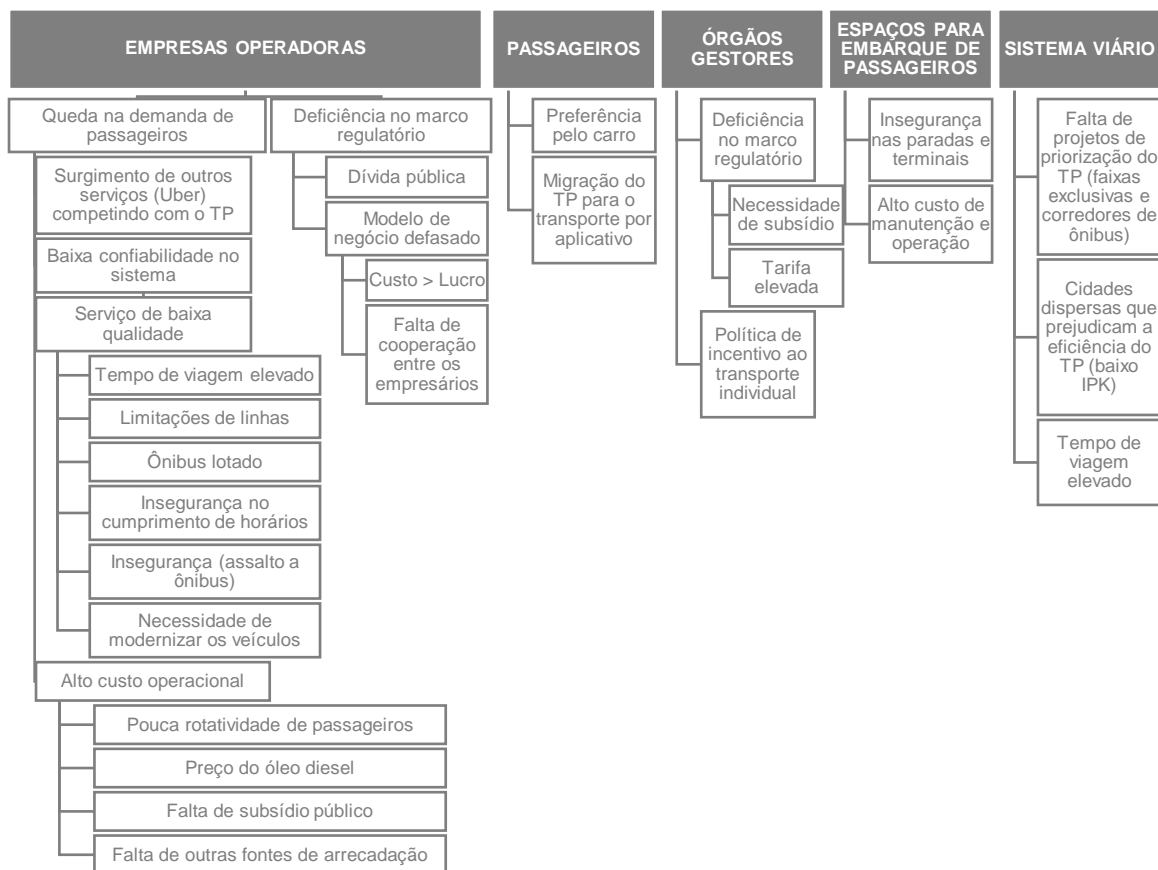 EMPRESAS OPERADORAS
Queda na demanda de
passageiros
Surgimento de outros
serviços (Uber)
competindo com o TP
Baixa confiabilidade no
sistema
Serviço de baixa
qualidade
Tempo de viagem elevado
Limitações de linhas
Ônibus lotado
Insegurança no
cumprimento de horários
Insegurança (assalto a
ônibus)
Necessidade de
modernizar os veículos
Alto custo operacional
Pouca rotatividade de passageiros
Preço do óleo diesel
Falta de subsídio público
Falta de outras fontes de arrecadação
Deficiência no marco
regulatório
Dívida pública
Modelo de
negócio defasado
Custo > Lucro
Falta de
cooperação
entre os
empresários
PASSAGEIROS
Preferência
pelo carro
Migração do
TP para o
transporte por
aplicativo
ÓRGÃOS
GESTORES
Deficiência
no marco
regulatório
Necessidade
de subsídio
Tarifa
elevada
Política de
incentivo ao
transporte
individual
ESPAÇOS PARA
EMBARQUE DE
PASSAGEIROS
Insegurança
nas paradas e
terminais
Alto custo de
manutenção e
operação
SISTEMA VIÁRIO
Falta de
projetos de
priorização do
TP (faixas
exclusivas e
corredores de
ônibus)
Cidades
dispersas que
prejudicam a
eficiência do
TP (baixo
IPK)
Tempo de
viagem
elevado